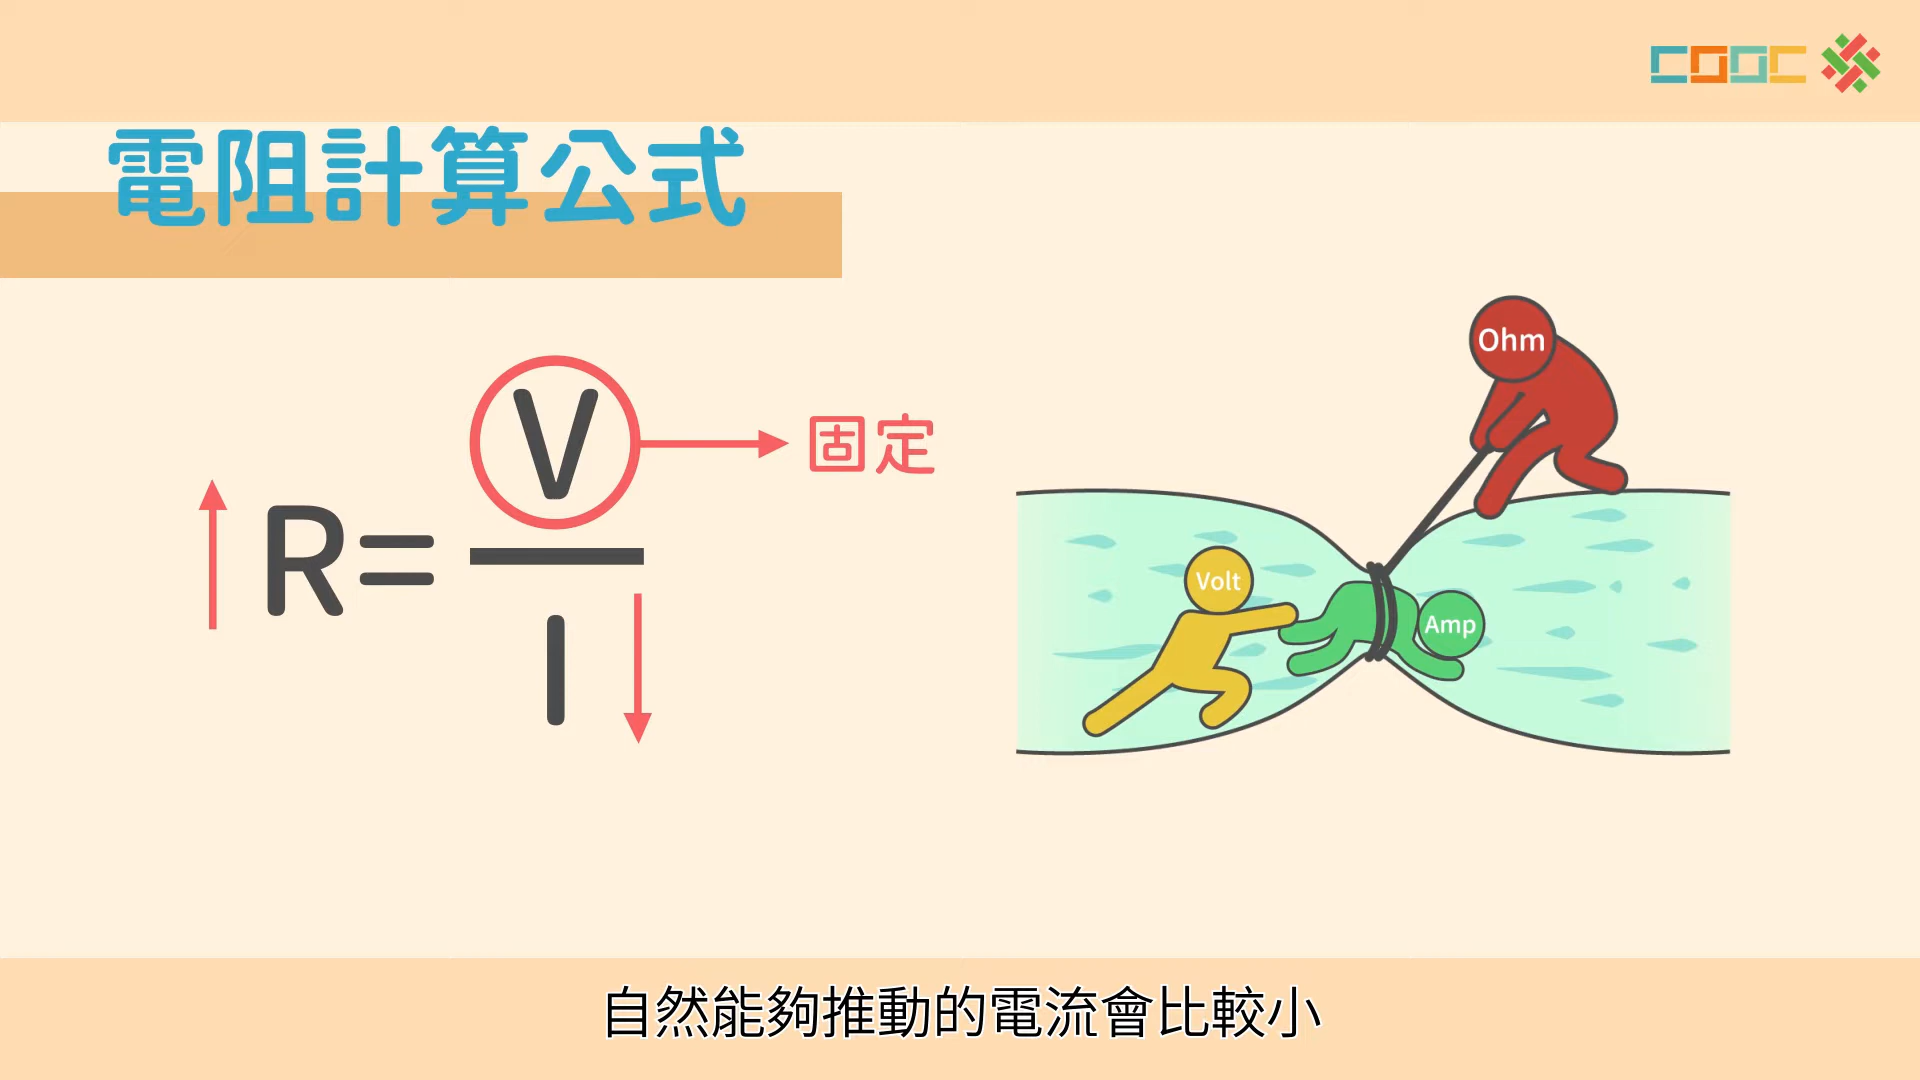 COOC
電阻計算公式
R=
V
I
固定
Ohm
Volt
Amp
自然能夠推動的電流會比較小